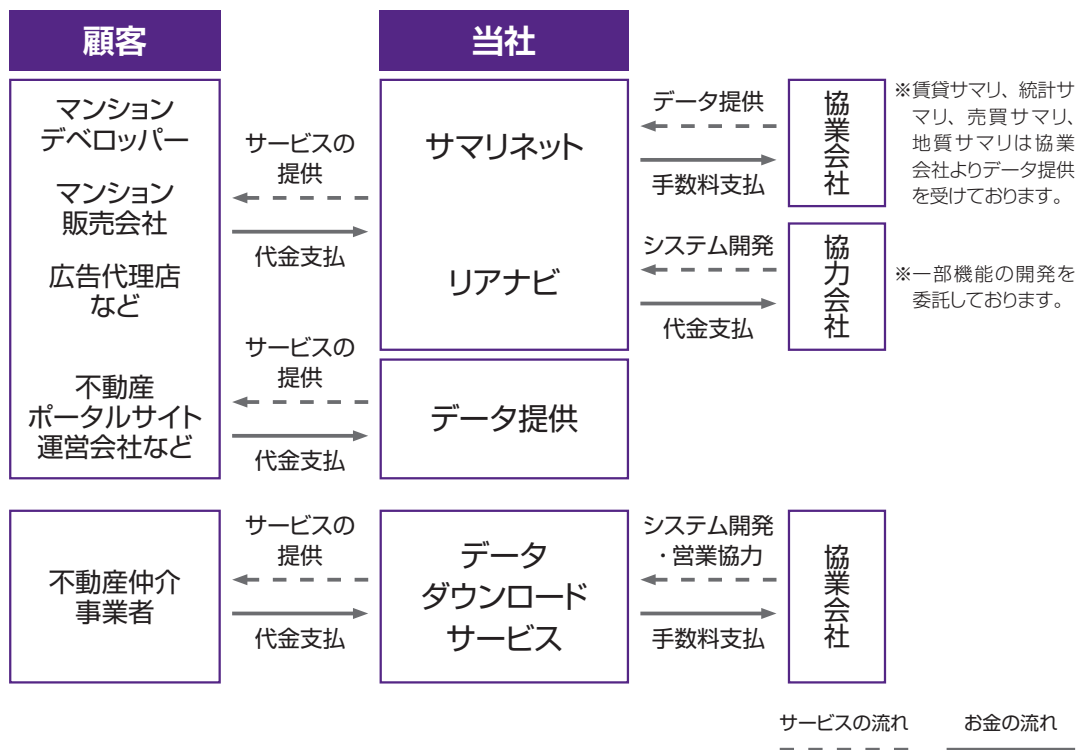 顧客
当社
マンション
デベロッパー
マンション
販売会社
広告代理店
など
不動産
ポータルサイト
運営会社など
サービスの
提供
代金支払
サービスの
提供
代金支払
サマリネット
リアナビ
データ提供
データ提供
手数料支払
システム開発
代金支払
協業会社
協力会社
※賃貸サマリ、統計サ
マリ、売買サマリ、
地質サマリは協業
会社よりデータ提供
を受けております。
※一部機能の開発を
委託しております。
不動産仲介
事業者
サービスの
提供
代金支払
データ
ダウンロード
サービス
システム開発
・営業協力
手数料支払
協業会社
サービスの流れ
お金の流れ